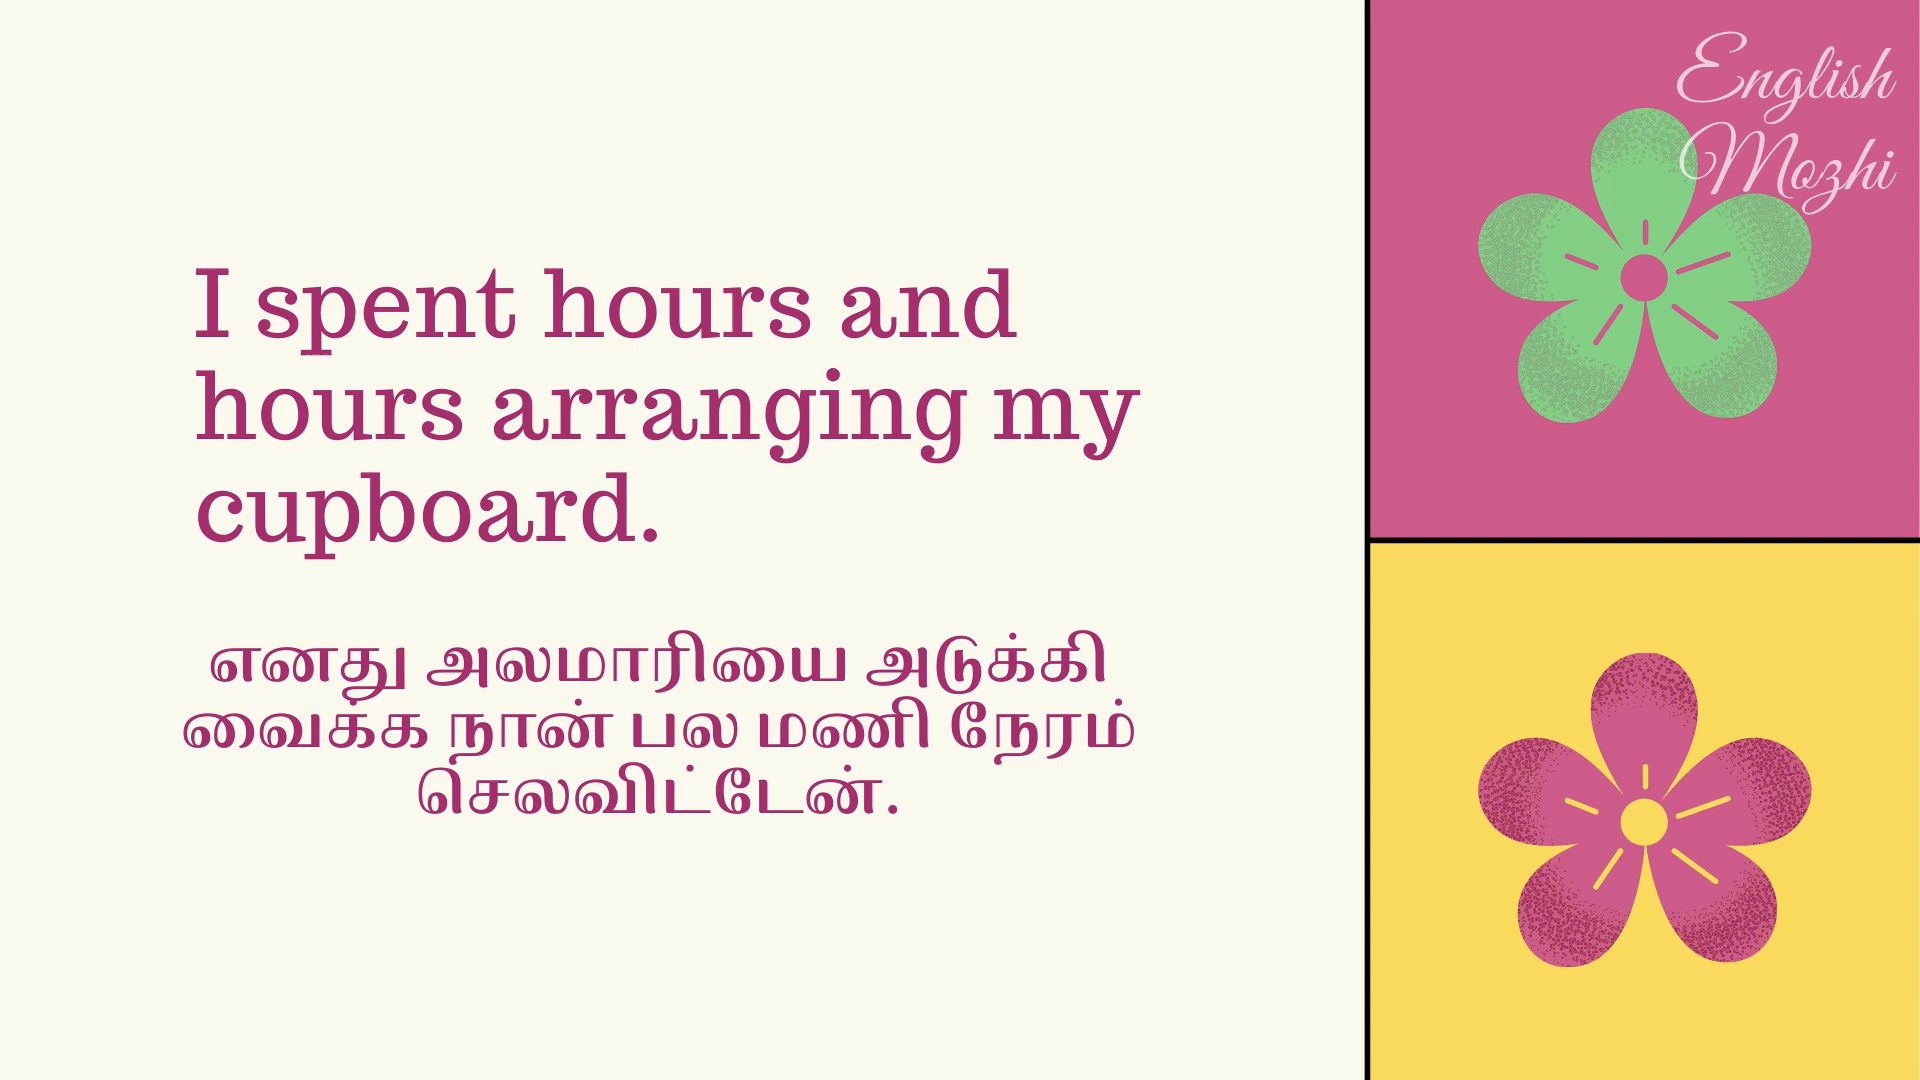 I spent hours and
hours arranging my
cupboard.
எனது அலமாரியை அடுக்கி
வைக்க நான் பல மணி நேரம்
செலவிட்டேன்.
English
Mozhi